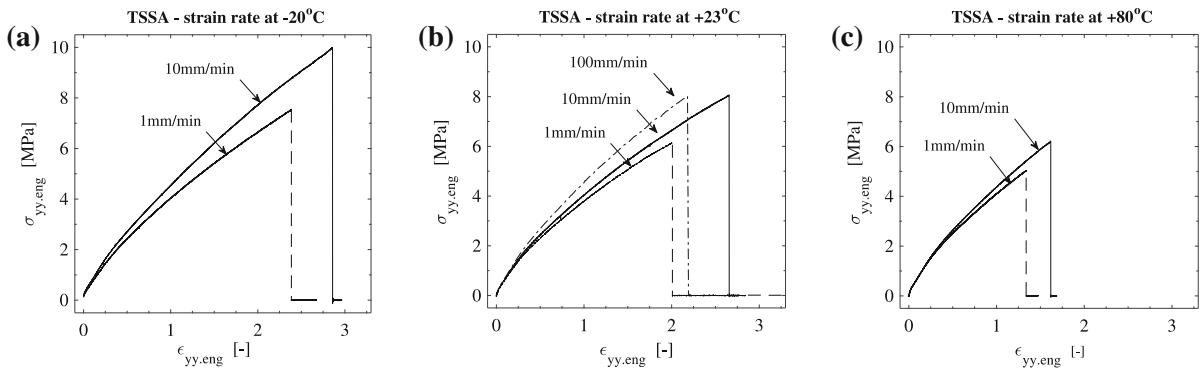 TSSA - strain rate at -20°C
(a)
10
8
6
4
2
0
σyy.eng [MPa]
10mm/min
1mm/min
0 1 2 3
ϵyy.eng [-]
TSSA - strain rate at +23°C
(b)
10
8
6
4
2
0
σyy.eng [MPa]
100mm/min
10mm/min
1mm/min
0 1 2 3
ϵyy.eng [-]
TSSA - strain rate at +80°C
(c)
10
8
6
4
2
0
σyy.eng [MPa]
10mm/min
1mm/min
0 1 2 3
ϵyy.eng [-]